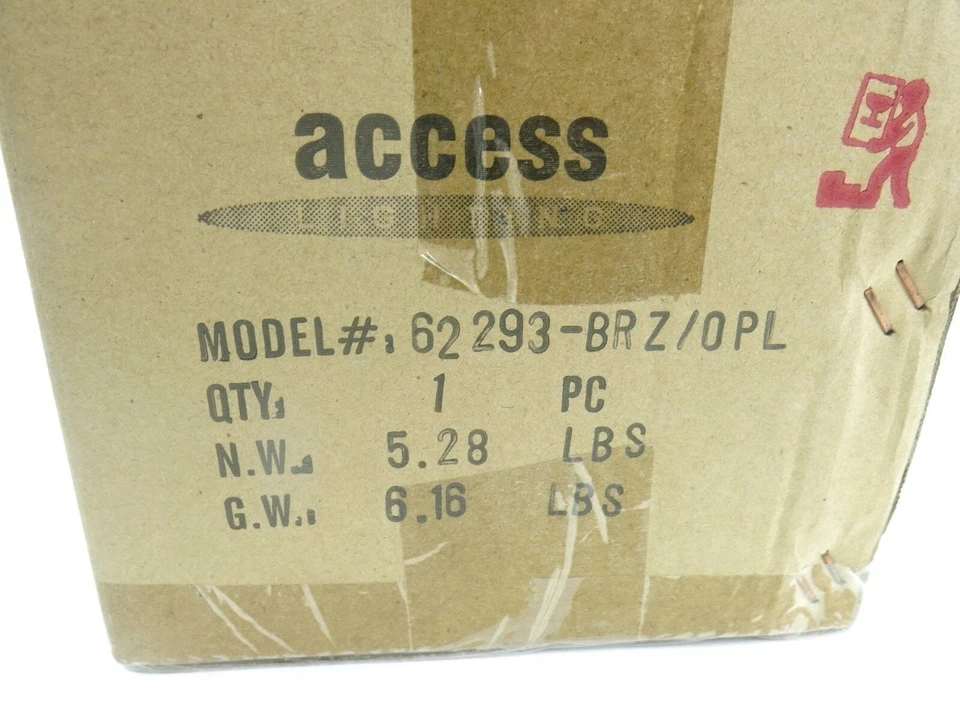 access
LIGHTING
MODEL#: 62293-BRZ/OPL
QTY: 1 PC
N.W.: 5.28 LBS
G.W.: 6.16 LBS